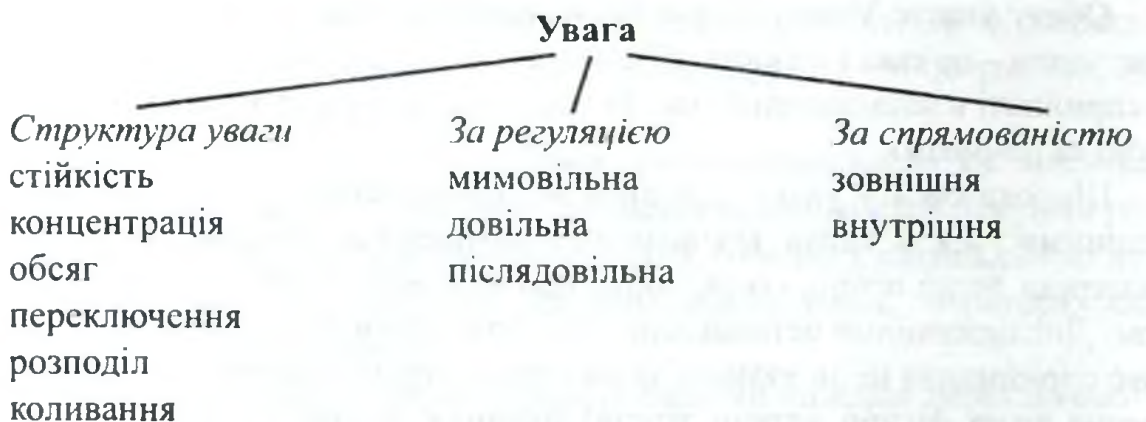 Увага
Структура уваги
стійкість
концентрація
обсяг
переключення
розподіл
коливання
За регуляцією
мимовільна
довільна
післядовільна
За спрямованістю
зовнішня
внутрішня